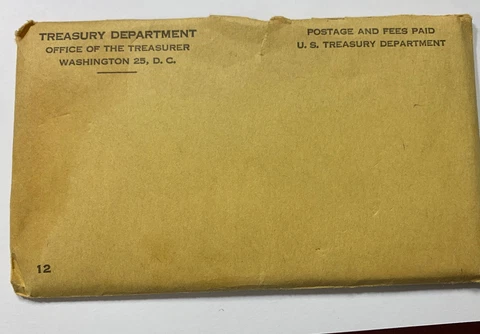 TREASURY DEPARTMENT
OFFICE OF THE TREASURER
WASHINGTON 25, D. C.
POSTAGE AND FEES PAID
U. S. TREASURY DEPARTMENT
12